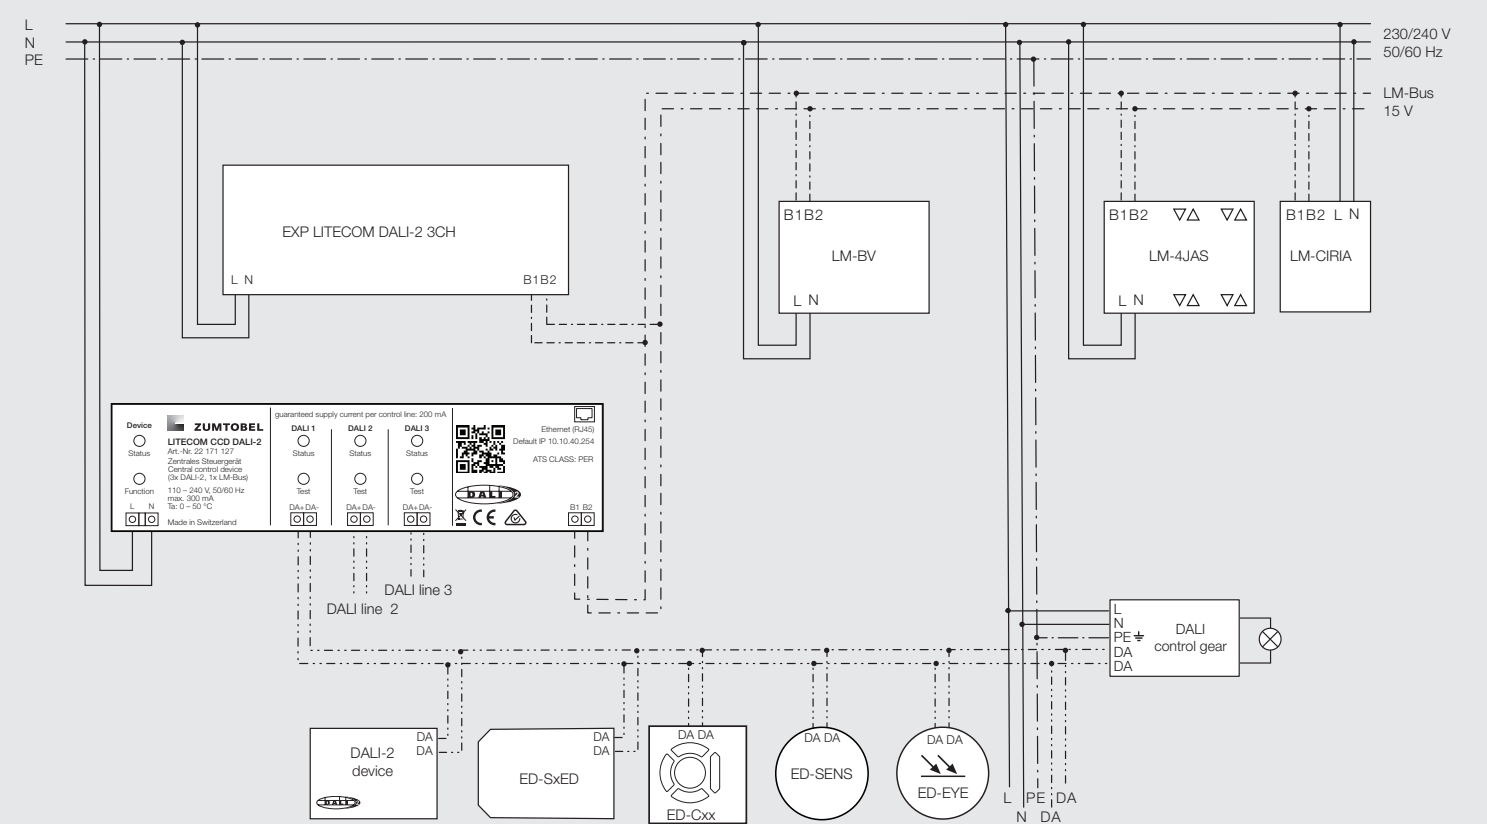 L
N
PE
230/240 V
50/60 Hz
LM-Bus
15 V
EXP LITECOM DALI-2 3CH
L N
B1B2
B1B2
LM-BV
L N
B1B2
LM-4JAS
L N
B1B2 L N
LM-CIRIA
Device
Status
Function
L N
ZUMTOBEL
LITECOM CCD DALI-2
Art.-Nr. 22 171 127
Zentrales Steuergerät
Central control device
(3x DALI-2, 1x LM-Bus)
110 – 240 V, 50/60 Hz
max. 300 mA
Ta: 0 – 50 °C
Made in Switzerland
guaranteed supply current per control line: 200 mA
DALI 1
Status
Test
DA+DA-
DALI 2
Status
Test
DA+DA-
DALI 3
Status
Test
DA+DA-
DALI 2
CE
Ethernet (RJ45)
Default IP 10.10.40.254
ATS CLASS: PER
B1 B2
DALI line 3
DALI line 2
L
N
PE
DA
DA
DALI
control gear
DA
DA
DALI-2
device
DALI
DA
DA
ED-SxED
DA DA
ED-Cxx
DA DA
ED-SENS
DA DA
ED-EYE
L PE DA
N DA